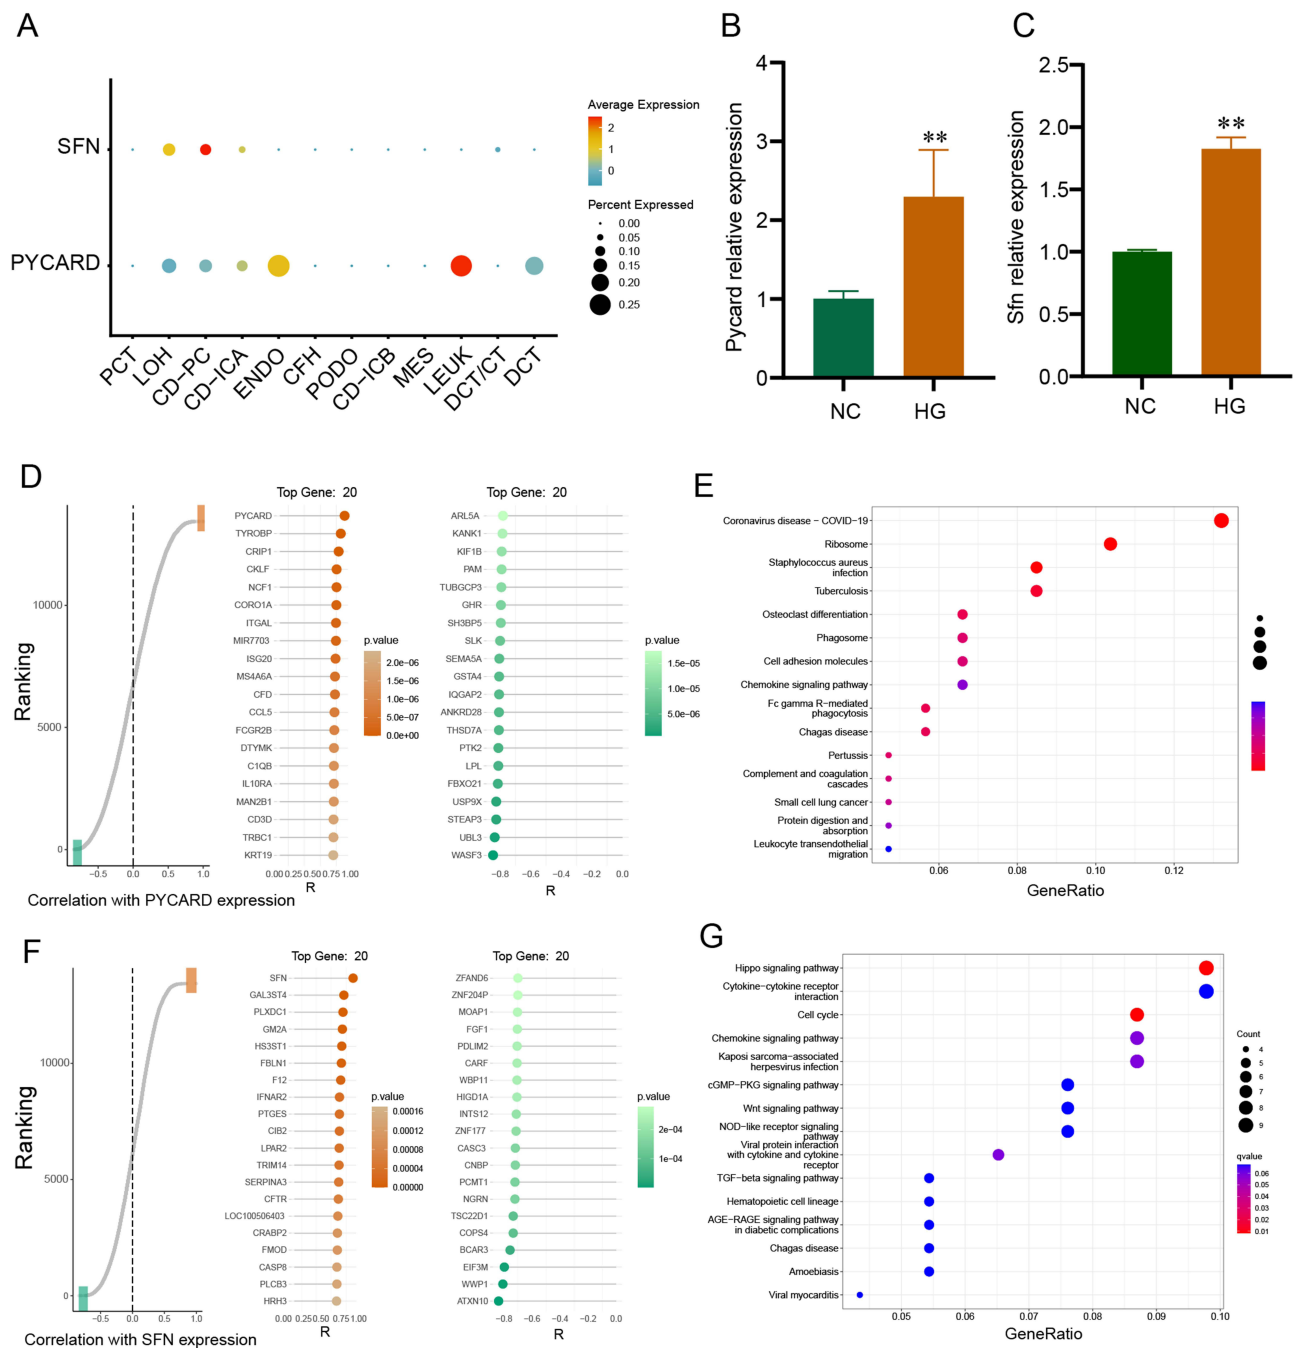 A
SFN
PYCARD
PCT
LOH
CD-PC
CD-ICA
ENDO
CFH
PODO
CD-ICB
MES
LEUK
DCT/CT
DCT
Average Expression
2
1
0
Percent Expressed
0.00
0.05
0.10
0.15
0.20
0.25
B
Pycard relative expression
4
3
2
1
0
NC
HG
**
C
Sfn relative expression
2.5
2.0
1.5
1.0
0.5
0.0
NC
HG
**
D
Ranking
10000
5000
0
−0.5
0.0
0.5
1.0
Correlation with PYCARD expression
Top Gene: 20
PYCARD
TYROBP
CRIP1
CKLF
NCF1
CORO1A
ITGAL
MIR7703
ISG20
MS4A6A
CFD
CCL5
FCGR2B
DTYMK
C1QB
IL10RA
MAN2B1
CD3D
TRBC1
KRT19
0.00 0.25 0.50 0.75 1.00
R
p.value
2.0e−06
1.5e−06
1.0e−06
5.0e−07
0.0e+00
Top Gene: 20
ARL5A
KANK1
KIF1B
PAM
TUBGCP3
GHR
SH3BP5
SLK
SEMA5A
GSTA4
IQGAP2
ANKRD28
THSD7A
PTK2
LPL
FBXO21
USP9X
STEAP3
UBL3
WASF3
−0.8 −0.6 −0.4 −0.2 0.0
R
p.value
1.5e−05
1.0e−05
5.0e−06
E
Coronavirus disease − COVID−19
Ribosome
Staphylococcus aureus
infection
Tuberculosis
Osteoclast differentiation
Phagosome
Cell adhesion molecules
Chemokine signaling pathway
Fc gamma R−mediated
phagocytosis
Chagas disease
Pertussis
Complement and coagulation
cascades
Small cell lung cancer
Protein digestion and
absorption
Leukocyte transendothelial
migration
0.06
0.08
0.10
0.12
GeneRatio
F
Ranking
10000
5000
0
−0.5
0.0
0.5
1.0
Correlation with SFN expression
Top Gene: 20
SFN
GAL3ST4
PLXDC1
GM2A
HS3ST1
FBLN1
F12
IFNAR2
PTGES
CIB2
LPAR2
TRIM14
SERPINA3
CFTR
LOC100506403
CRABP2
FMOD
CASP8
PLCB3
HRH3
0.00 0.25 0.50 0.75 1.00
R
p.value
0.00016
0.00012
0.00008
0.00004
0.00000
Top Gene: 20
ZFAND6
ZNF204P
MOAP1
FGF1
PDLIM2
CARF
WBP11
HIGD1A
INTS12
ZNF177
CASC3
CNBP
PCMT1
NGRN
TSC22D1
COPS4
BCAR3
EIF3M
WWP1
ATXN10
−0.8 −0.6 −0.4 −0.2 0.0
R
p.value
2e−04
1e−04
G
Hippo signaling pathway
Cytokine−cytokine receptor
interaction
Cell cycle
Chemokine signaling pathway
Kaposi sarcoma−associated
herpesvirus infection
cGMP−PKG signaling pathway
Wnt signaling pathway
NOD−like receptor signaling
pathway
Viral protein interaction
with cytokine and cytokine
receptor
TGF−beta signaling pathway
Hematopoietic cell lineage
AGE−RAGE signaling pathway
in diabetic complications
Chagas disease
Amoebiasis
Viral myocarditis
0.05
0.06
0.07
0.08
0.09
0.10
GeneRatio
Count
4
5
6
7
8
9
qvalue
0.06
0.05
0.04
0.03
0.02
0.01